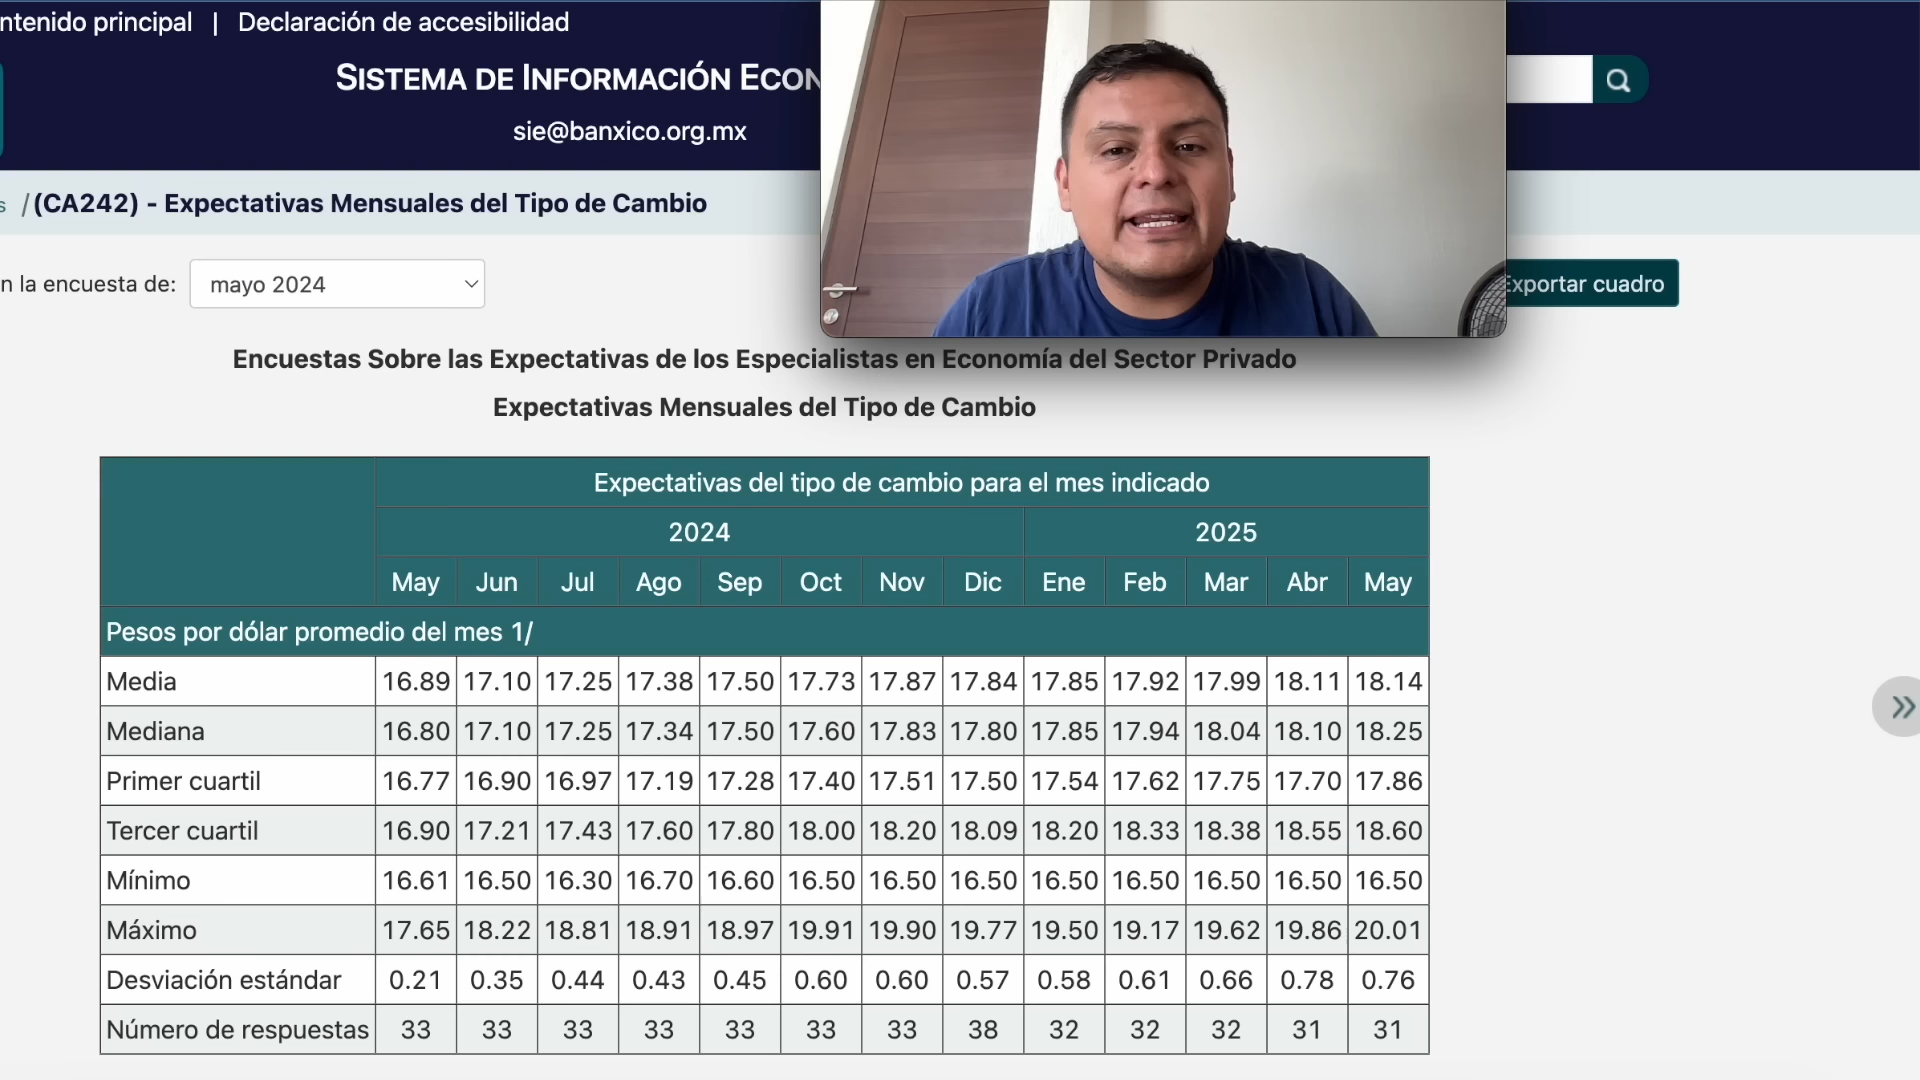 principal | Declaración de accesibilidad
SISTEMA DE INFORMACIÓN
sie@banxico.org.mx
/ (CA242) - Expectativas Mensuales del Tipo de Cambio
la encuesta de: mayo 2024
Exportar cuadro
Encuestas Sobre las Expectativas de los Especialistas en Economía del Sector Privado
Expectativas Mensuales del Tipo de Cambio
Expectativas del tipo de cambio para el mes indicado
2024 2025
May Jun Jul Ago Sep Oct Nov Dic Ene Feb Mar Abr May
Pesos por dólar promedio del mes 1/
Media 16.89 17.10 17.25 17.38 17.50 17.73 17.87 17.84 17.85 17.92 17.99 18.11 18.14
Mediana 16.80 17.10 17.25 17.34 17.50 17.60 17.83 17.80 17.85 17.94 18.04 18.10 18.25
Primer cuartil 16.77 16.90 16.97 17.19 17.28 17.40 17.51 17.50 17.54 17.62 17.75 17.70 17.86
Tercer cuartil 16.90 17.21 17.43 17.60 17.80 18.00 18.20 18.09 18.20 18.33 18.38 18.55 18.60
Mínimo 16.61 16.50 16.30 16.70 16.60 16.50 16.50 16.50 16.50 16.50 16.50 16.50 16.50
Máximo 17.65 18.22 18.81 18.91 18.97 19.91 19.90 19.77 19.50 19.17 19.62 19.86 20.01
Desviación estándar 0.21 0.35 0.44 0.43 0.45 0.60 0.60 0.57 0.58 0.61 0.66 0.78 0.76
Número de respuestas 33 33 33 33 33 33 33 38 32 32 32 31 31